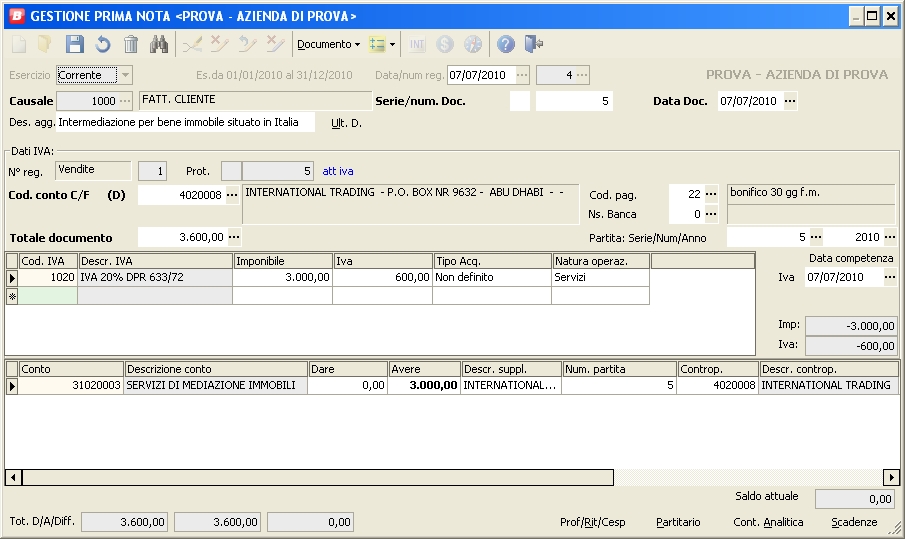 B GESTIONE PRIMA NOTA <PROVA - AZIENDA DI PROVA>
Documento INT $ ?
Esercizio Corrente Es.da 01/01/2010 al 31/12/2010 Data/num reg. 07/07/2010 ... 4 ... PROVA - AZIENDA DI PROVA
Causale 1000 ... FATT. CLIENTE Serie/num. Doc. 5 Data Doc. 07/07/2010 ...
Des. agg. Intermediazione per bene immobile situato in Italia Ult. D.
Dati IVA:
N° reg. Vendite 1 Prot. 5 att iva
Cod. conto C/F (D) 4020008 ... INTERNATIONAL TRADING - P.O. BOX NR 9632 - ABU DHABI - - Cod. pag. 22 ... bonifico 30 gg f.m.
Ns. Banca 0 ...
Totale documento 3.600,00 ... Partita: Serie/Num/Anno 5 ... 2010 ...
Cod. IVA Descr. IVA Imponibile Iva Tipo Acq. Natura operaz. Data competenza
1020 IVA 20% DPR 633/72 3.000,00 600,00 Non definito Servizi Iva 07/07/2010 ...
Imp: -3.000,00
Iva: -600,00
Conto Descrizione conto Dare Avere Descr. suppl. Num. partita Controp. Descr. controp.
31020003 SERVIZI DI MEDIAZIONE IMMOBILI 0,00 3.000,00 INTERNATIONAL... 5 4020008 INTERNATIONAL TRADING
Saldo attuale 0,00
Tot. D/A/Diff. 3.600,00 3.600,00 0,00 Prof/Rit/Cesp Partitario Cont. Analitica Scadenze